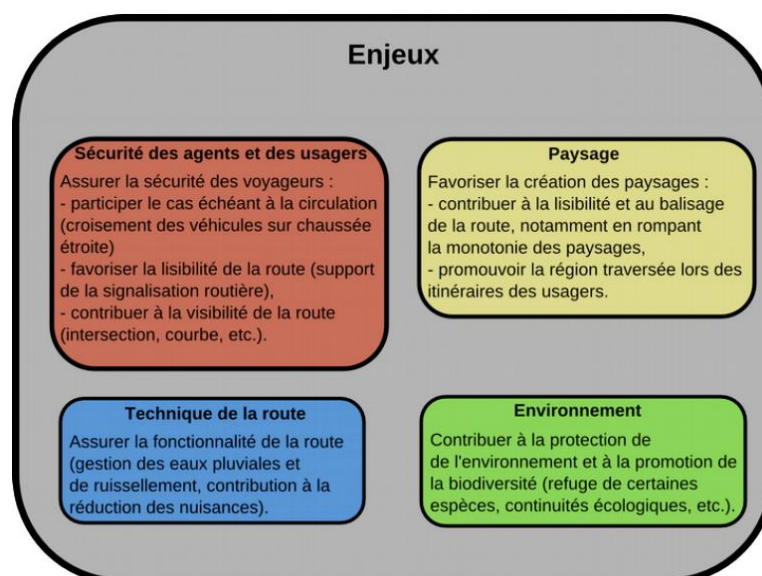 Enjeux
Sécurité des agents et des usagers
Assurer la sécurité des voyageurs :
- participer le cas échéant à la circulation
(croisement des véhicules sur chaussée
étroite)
- favoriser la lisibilité de la route (support
de la signalisation routière),
- contribuer à la visibilité de la route
(intersection, courbe, etc.).
Paysage
Favoriser la création des paysages :
- contribuer à la lisibilité et au balisage
de la route, notamment en rompant
la monotonie des paysages,
- promouvoir la région traversée lors des
itinéraires des usagers.
Technique de la route
Assurer la fonctionnalité de la route
(gestion des eaux pluviales et
de ruissellement, contribution à la
réduction des nuisances).
Environnement
Contribuer à la protection de
de l'environnement et à la promotion de
la biodiversité (refuge de certaines
espèces, continuités écologiques, etc.).